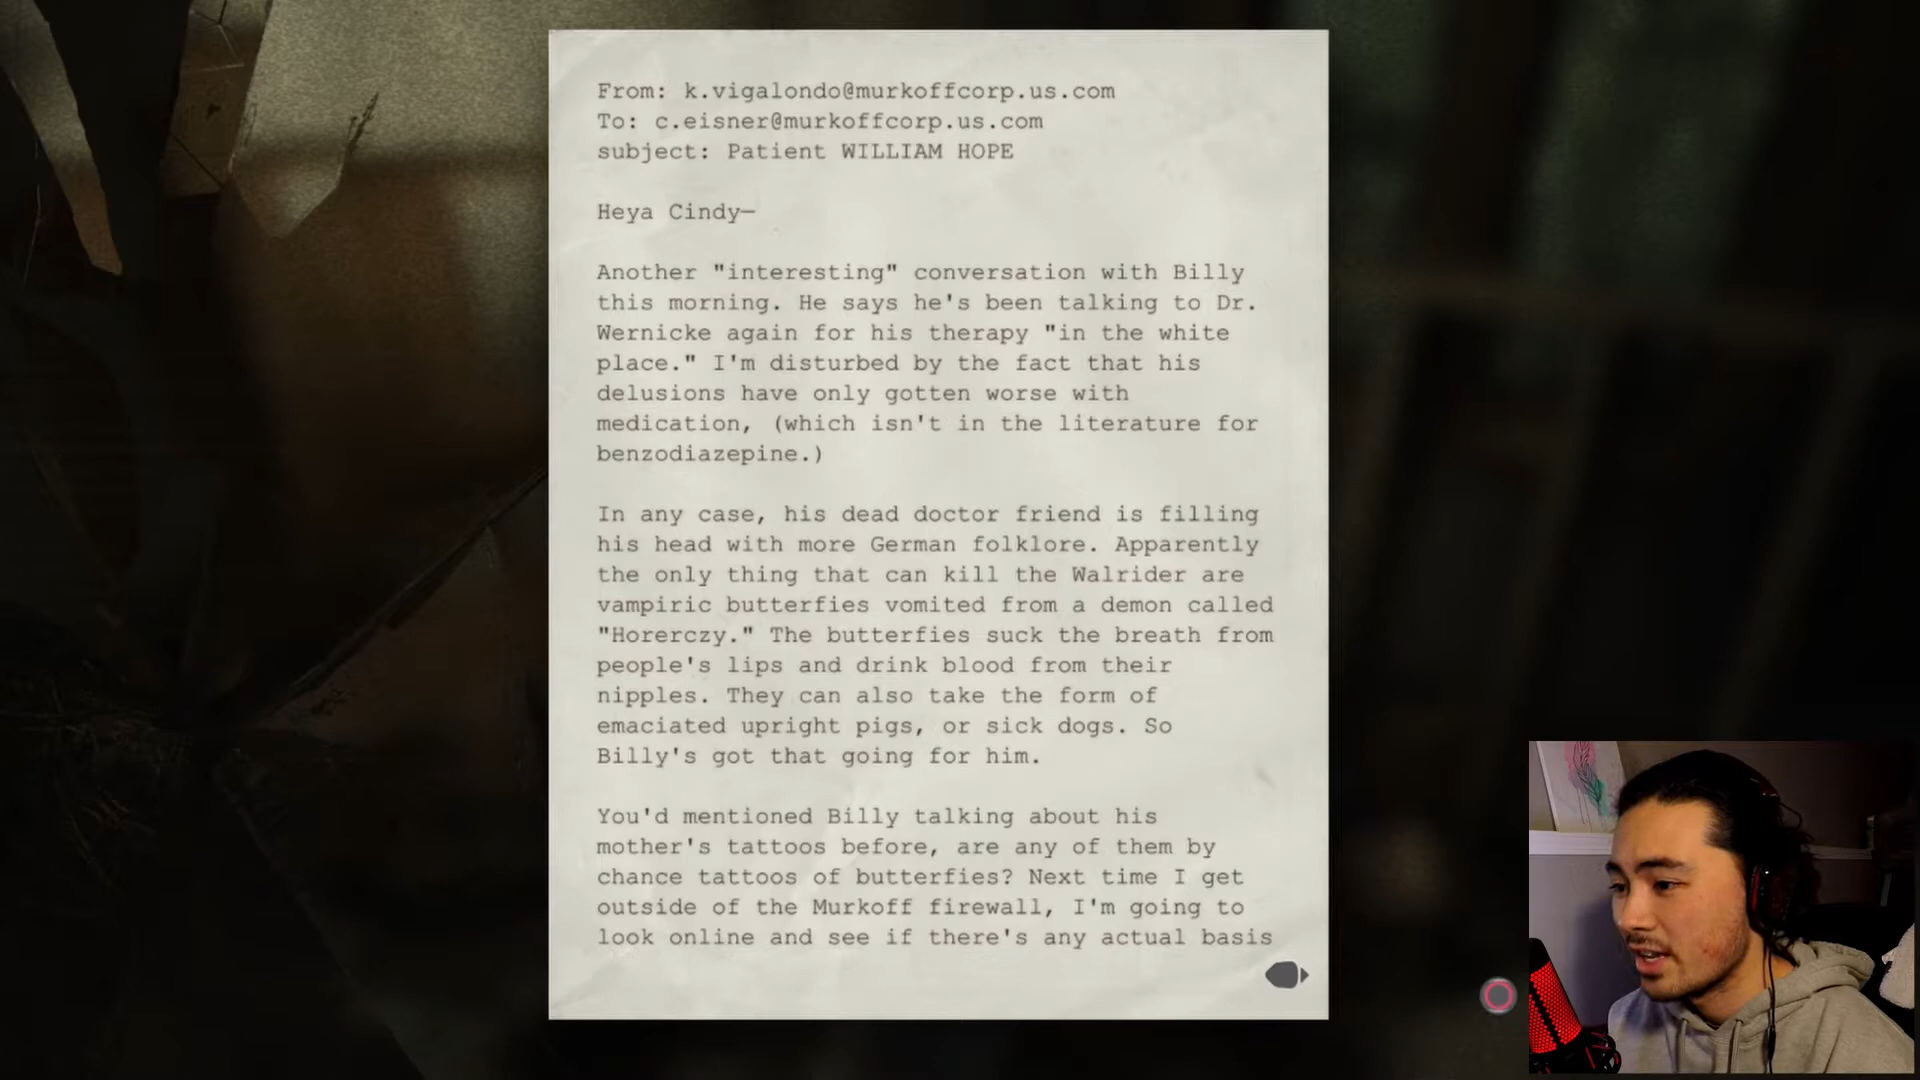 From: k.vigalondo@murkoffcorp.us.com
To: c.eisner@murkoffcorp.us.com
subject: Patient WILLIAM HOPE
Heya Cindy—
Another "interesting" conversation with Billy
this morning. He says he's been talking to Dr.
Wernicke again for his therapy "in the white
place." I'm disturbed by the fact that his
delusions have only gotten worse with
medication, (which isn't in the literature for
benzodiazepine.)
In any case, his dead doctor friend is filling
his head with more German folklore. Apparently
the only thing that can kill the Walrider are
vampiric butterfies vomited from a demon called
"Horerczy." The butterfies suck the breath from
people's lips and drink blood from their
nipples. They can also take the form of
emaciated upright pigs, or sick dogs. So
Billy's got that going for him.
You'd mentioned Billy talking about his
mother's tattoos before, are any of them by
chance tattoos of butterfies? Next time I get
outside of the Murkoff firewall, I'm going to
look online and see if there's any actual basis